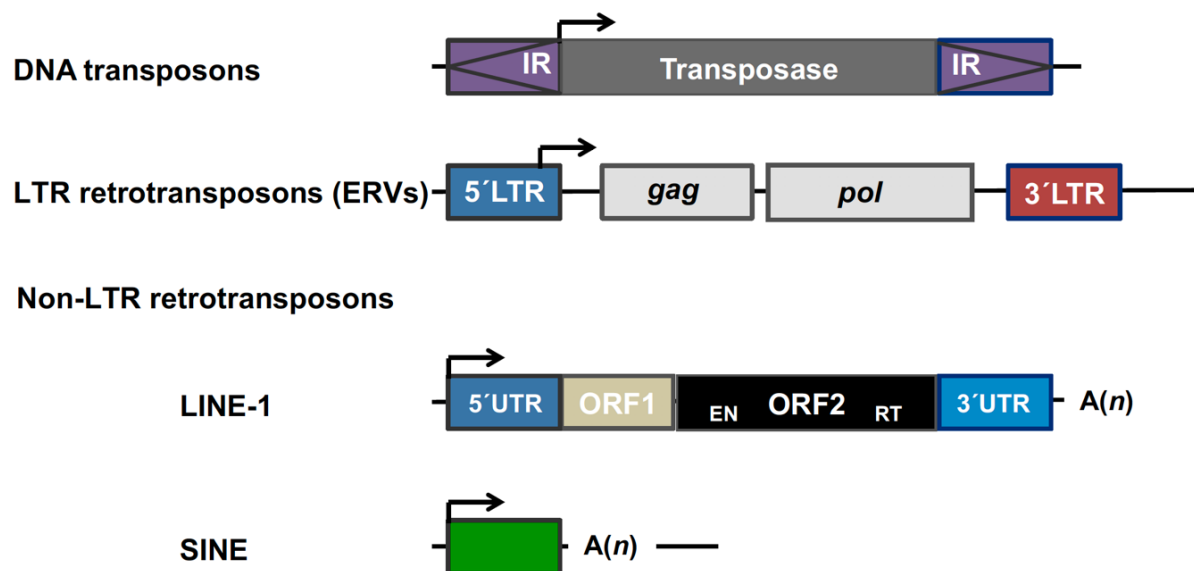 DNA transposons
IR
Transposase
IR
LTR retrotransposons (ERVs)
5´LTR
gag
pol
3´LTR
Non-LTR retrotransposons
LINE-1
5´UTR
ORF1
EN
ORF2
RT
3´UTR
A(n)
SINE
A(n)